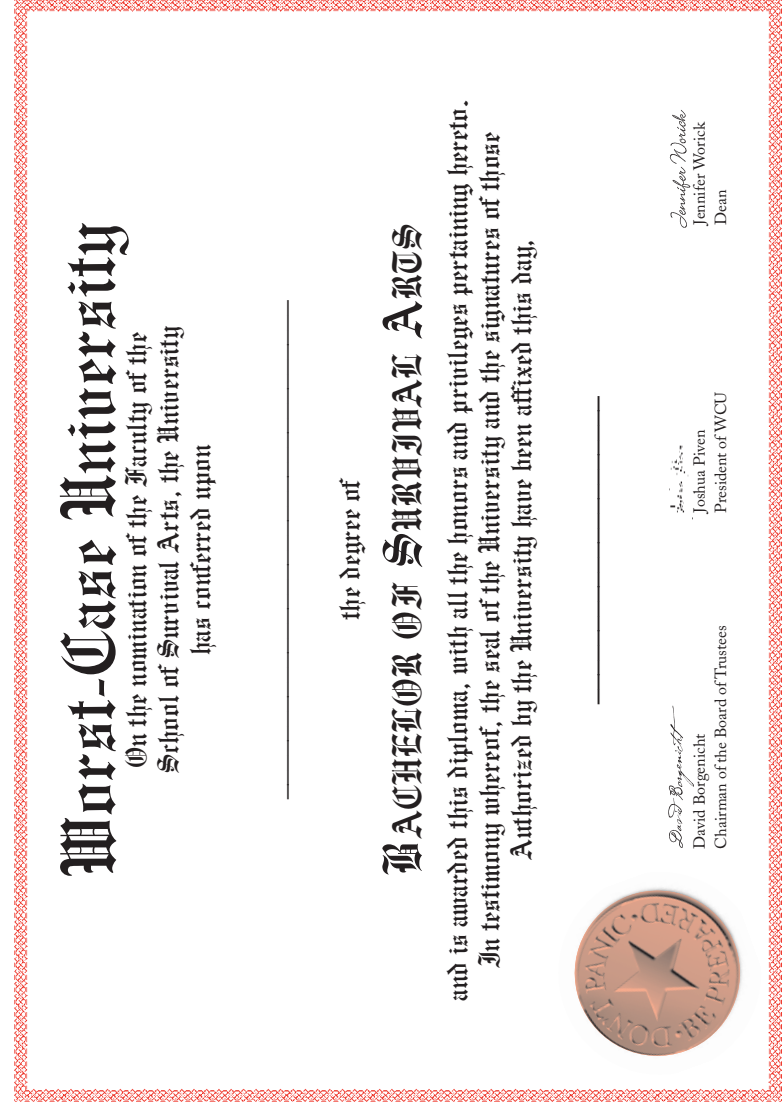 Worst-Case University
On the nomination of the Faculty of the
School of Survival Arts, the University
has conferred upon
the degree of
BACHELOR OF SURVIVAL ARTS
and is awarded this diploma, with all the honors and privileges pertaining hereto.
In testimony whereof, the seal of the University and the signatures of those
Authorized by the University have been affixed this day,
DON'T PANIC · BE PREPARED ·
David Borgenicht
David Borgenicht
Chairman of the Board of Trustees
Joshua Piven
President of WCU
Jennifer Worick
Jennifer Worick
Dean